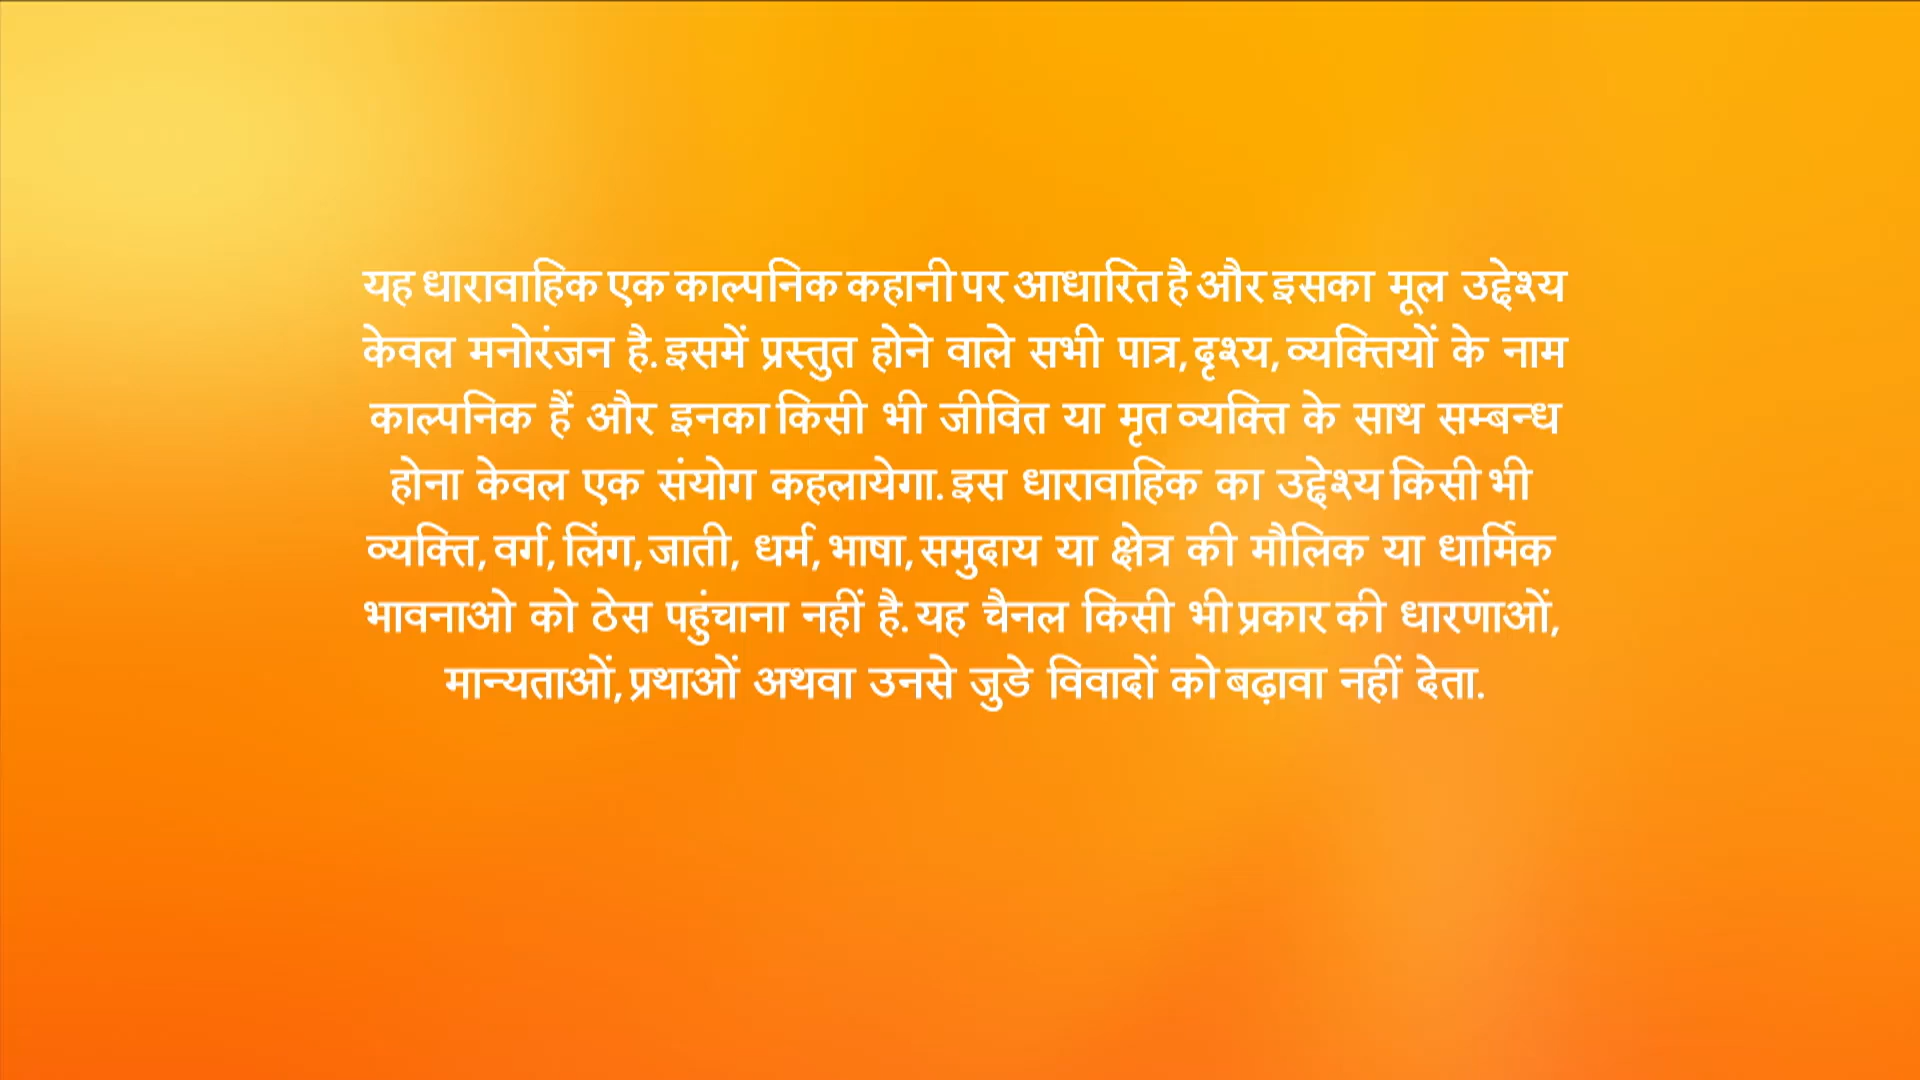 यह धारावाहिक एक काल्पनिक कहानी पर आधारित है और इसका मूल उद्देश्य
केवल मनोरंजन है. इसमें प्रस्तुत होने वाले सभी पात्र, दृश्य, व्यक्तियों के नाम
काल्पनिक हैं और इनका किसी भी जीवित या मृत व्यक्ति के साथ सम्बन्ध
होना केवल एक संयोग कहलायेगा. इस धारावाहिक का उद्देश्य किसी भी
व्यक्ति, वर्ग, लिंग, जाती, धर्म, भाषा, समुदाय या क्षेत्र की मौलिक या धार्मिक
भावनाओ को ठेस पहुंचाना नहीं है. यह चैनल किसी भी प्रकार की धारणाओं,
मान्यताओं, प्रथाओं अथवा उनसे जुडे विवादों को बढ़ावा नहीं देता.